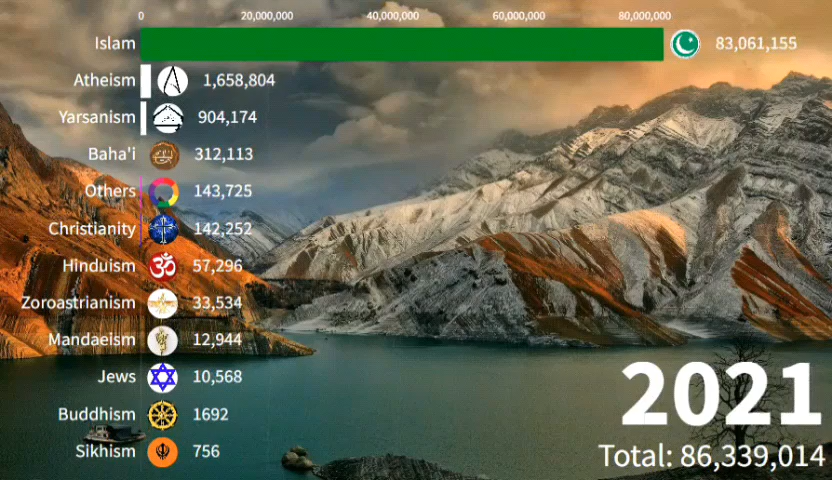 0 20,000,000 40,000,000 60,000,000 80,000,000
Islam 83,061,155
Atheism 1,658,804
Yarsanism 904,174
Baha'i 312,113
Others 143,725
Christianity 142,252
Hinduism 57,296
Zoroastrianism 33,534
Mandaeism 12,944
Jews 10,568
Buddhism 1692
Sikhism 756
2021
Total: 86,339,014